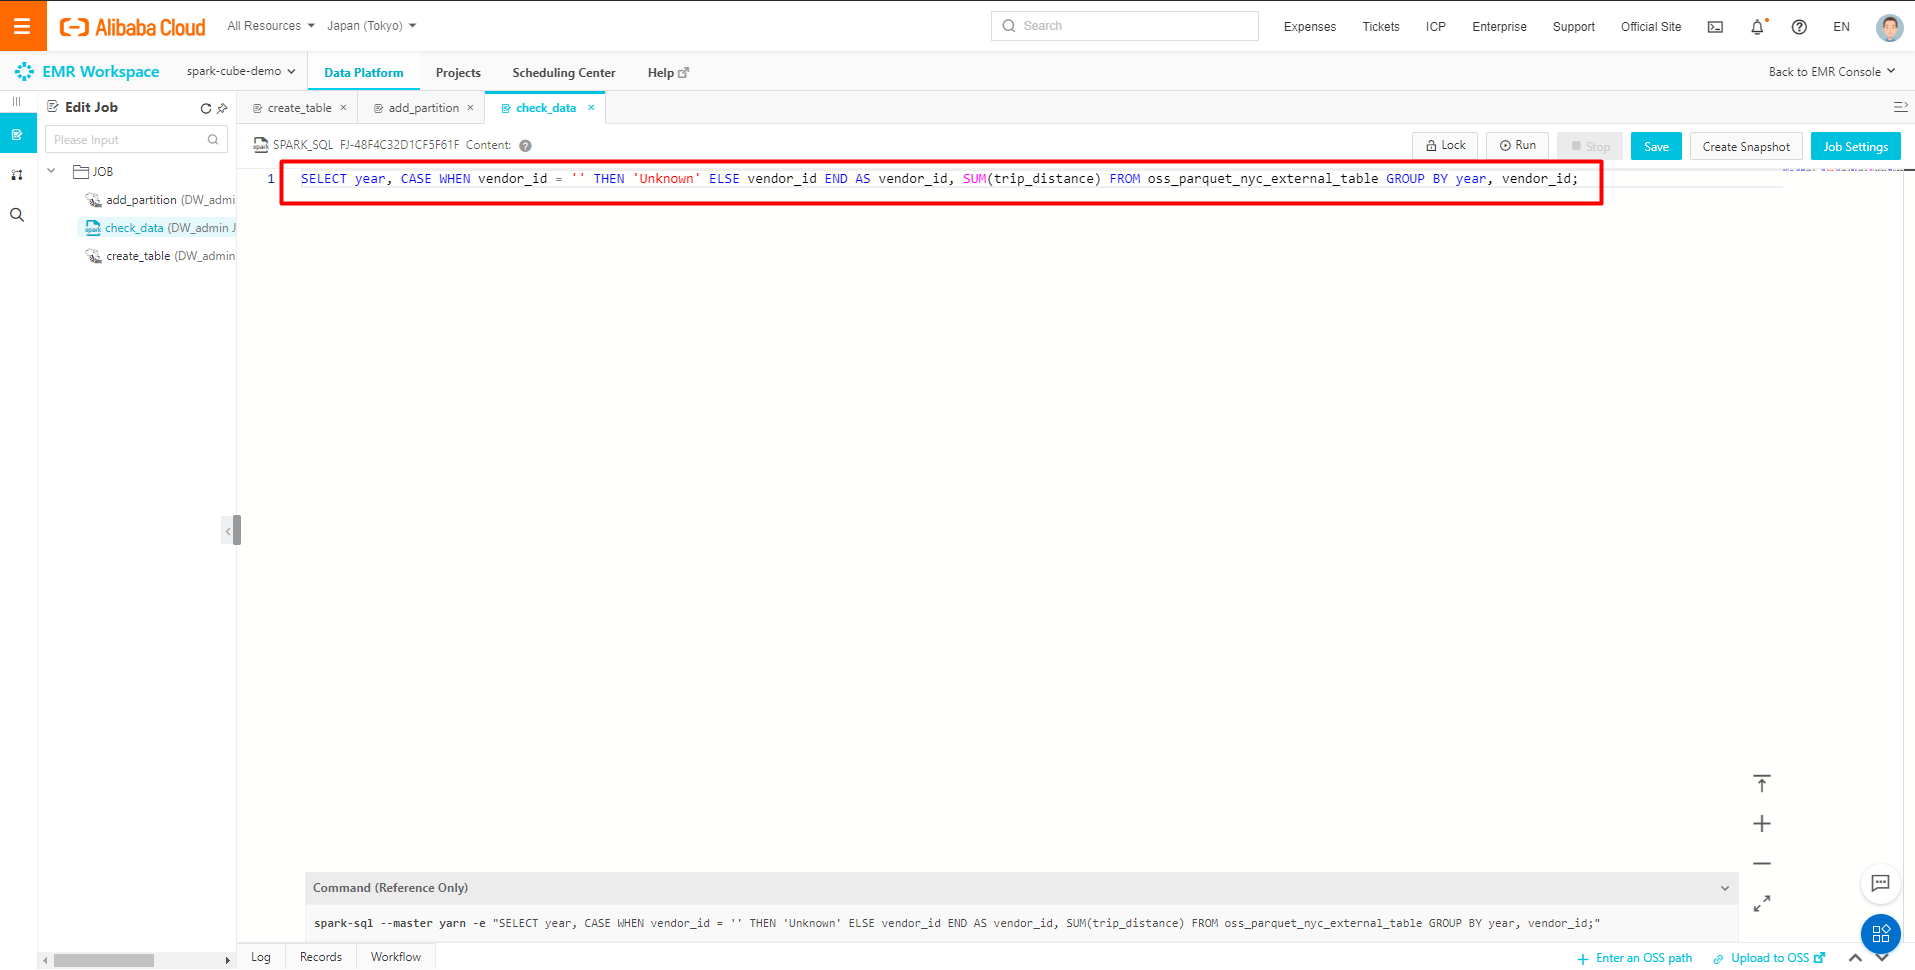 Alibaba Cloud All Resources Japan (Tokyo) Search Expenses Tickets ICP Enterprise Support Official Site EN
EMR Workspace spark-cube-demo Data Platform Projects Scheduling Center Help Back to EMR Console
Edit Job create_table × add_partition × check_data ×
Please Input
SPARK_SQL FJ-48F4C32D1CF5F61F Content: ? Lock Run Stop Save Create Snapshot Job Settings
JOB
1 SELECT year, CASE WHEN vendor_id = '' THEN 'Unknown' ELSE vendor_id END AS vendor_id, SUM(trip_distance) FROM oss_parquet_nyc_external_table GROUP BY year, vendor_id;
add_partition (DW_admi
check_data (DW_admin J
create_table (DW_admin
Command (Reference Only)
spark-sql --master yarn -e "SELECT year, CASE WHEN vendor_id = '' THEN 'Unknown' ELSE vendor_id END AS vendor_id, SUM(trip_distance) FROM oss_parquet_nyc_external_table GROUP BY year, vendor_id;"
Log Records Workflow Enter an OSS path Upload to OSS